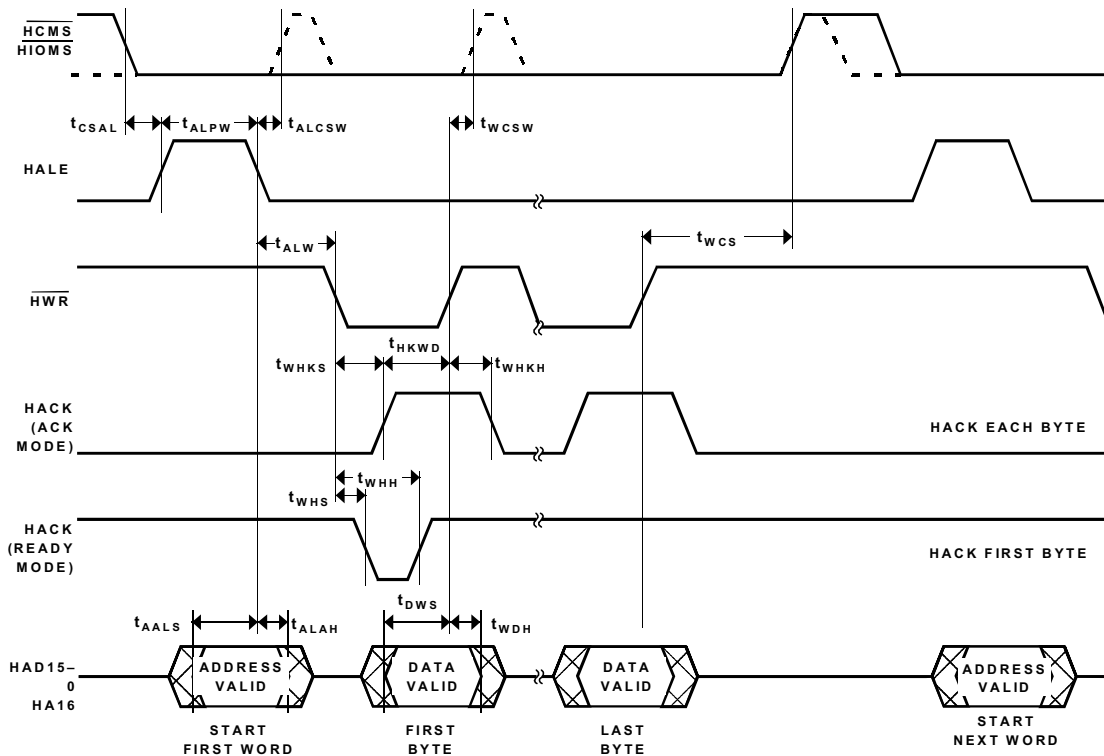 HCMS
HIOMS
tCSAL
tALPW
tALCSW
tWCSW
HALE
tALW
tWCS
HWR
tHKWD
tWHKS
tWHKH
HACK
(ACK
MODE)
HACK EACH BYTE
tWHH
tWHS
HACK
(READY
MODE)
HACK FIRST BYTE
tDWS
tAALS
tALAH
tWDH
HAD15–
0
HA16
ADDRESS
VALID
DATA
VALID
DATA
VALID
ADDRESS
VALID
START
FIRST WORD
FIRST
BYTE
LAST
BYTE
START
NEXT WORD